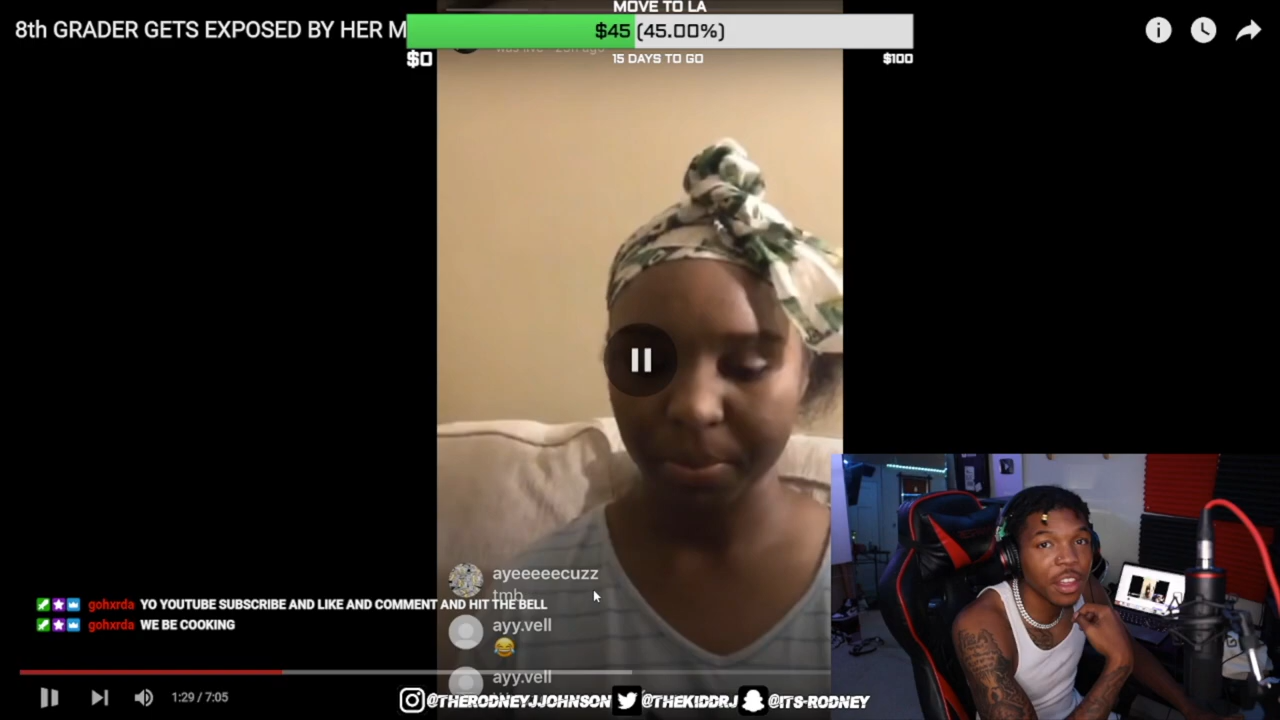 MOVE TO LA
8th GRADER GETS EXPOSED BY HER M
$45 (45.00%)
$0
15 DAYS TO GO
$100
ayeeeeecuzz
tmb
gohxrda YO YOUTUBE SUBSCRIBE AND LIKE AND COMMENT AND HIT THE BELL
gohxrda WE BE COOKING
ayy.vell
😂
ayy.vell
1:29 / 7:05
@THERODNEYJJOHNSON @THEKIDDRJ @ITS-RODNEY